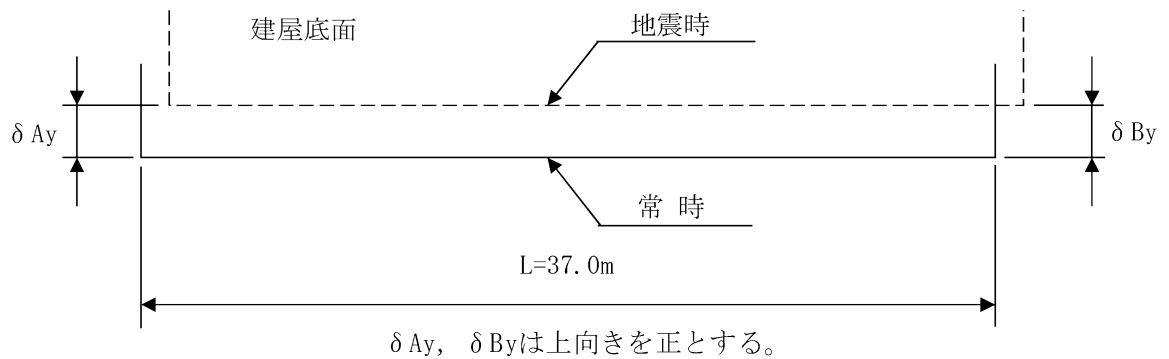 建屋底面
地震時
δAy
δBy
常 時
L=37.0m
δAy, δByは上向きを正とする。